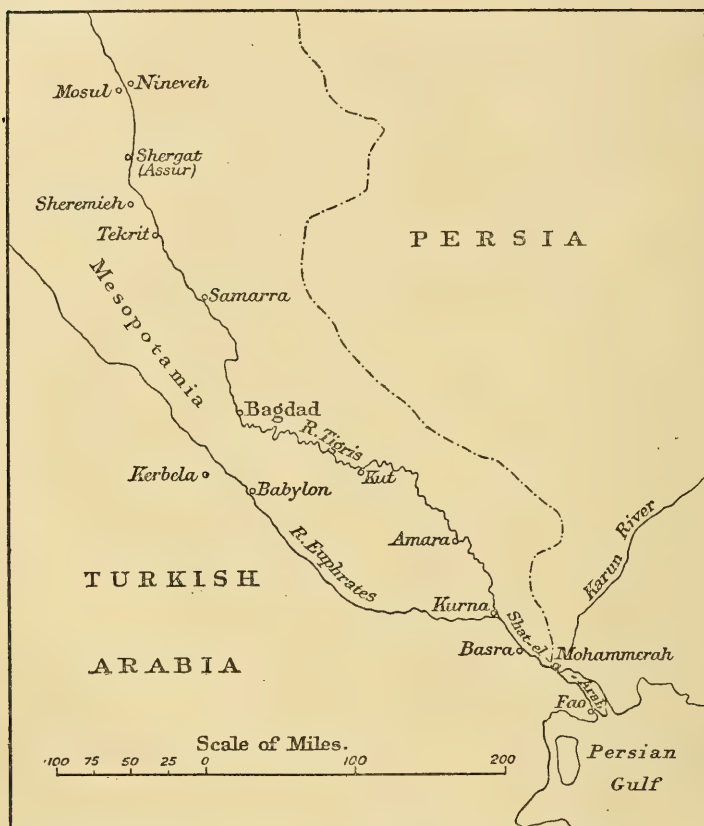 Mosul
Nineveh
Shergat
(Assur)
Sheremieh
Tekrit
PERSIA
Mesopotamia
Samarra
Bagdad
R. Tigris
Kut
Kerbela
Babylon
R. Euphrates
Amara
Karun River
TURKISH
ARABIA
Kurna
Shat-el-Arab
Basra
Mohammerah
Fao
Persian
Gulf
Scale of Miles.
100 75 50 25 0 100 200